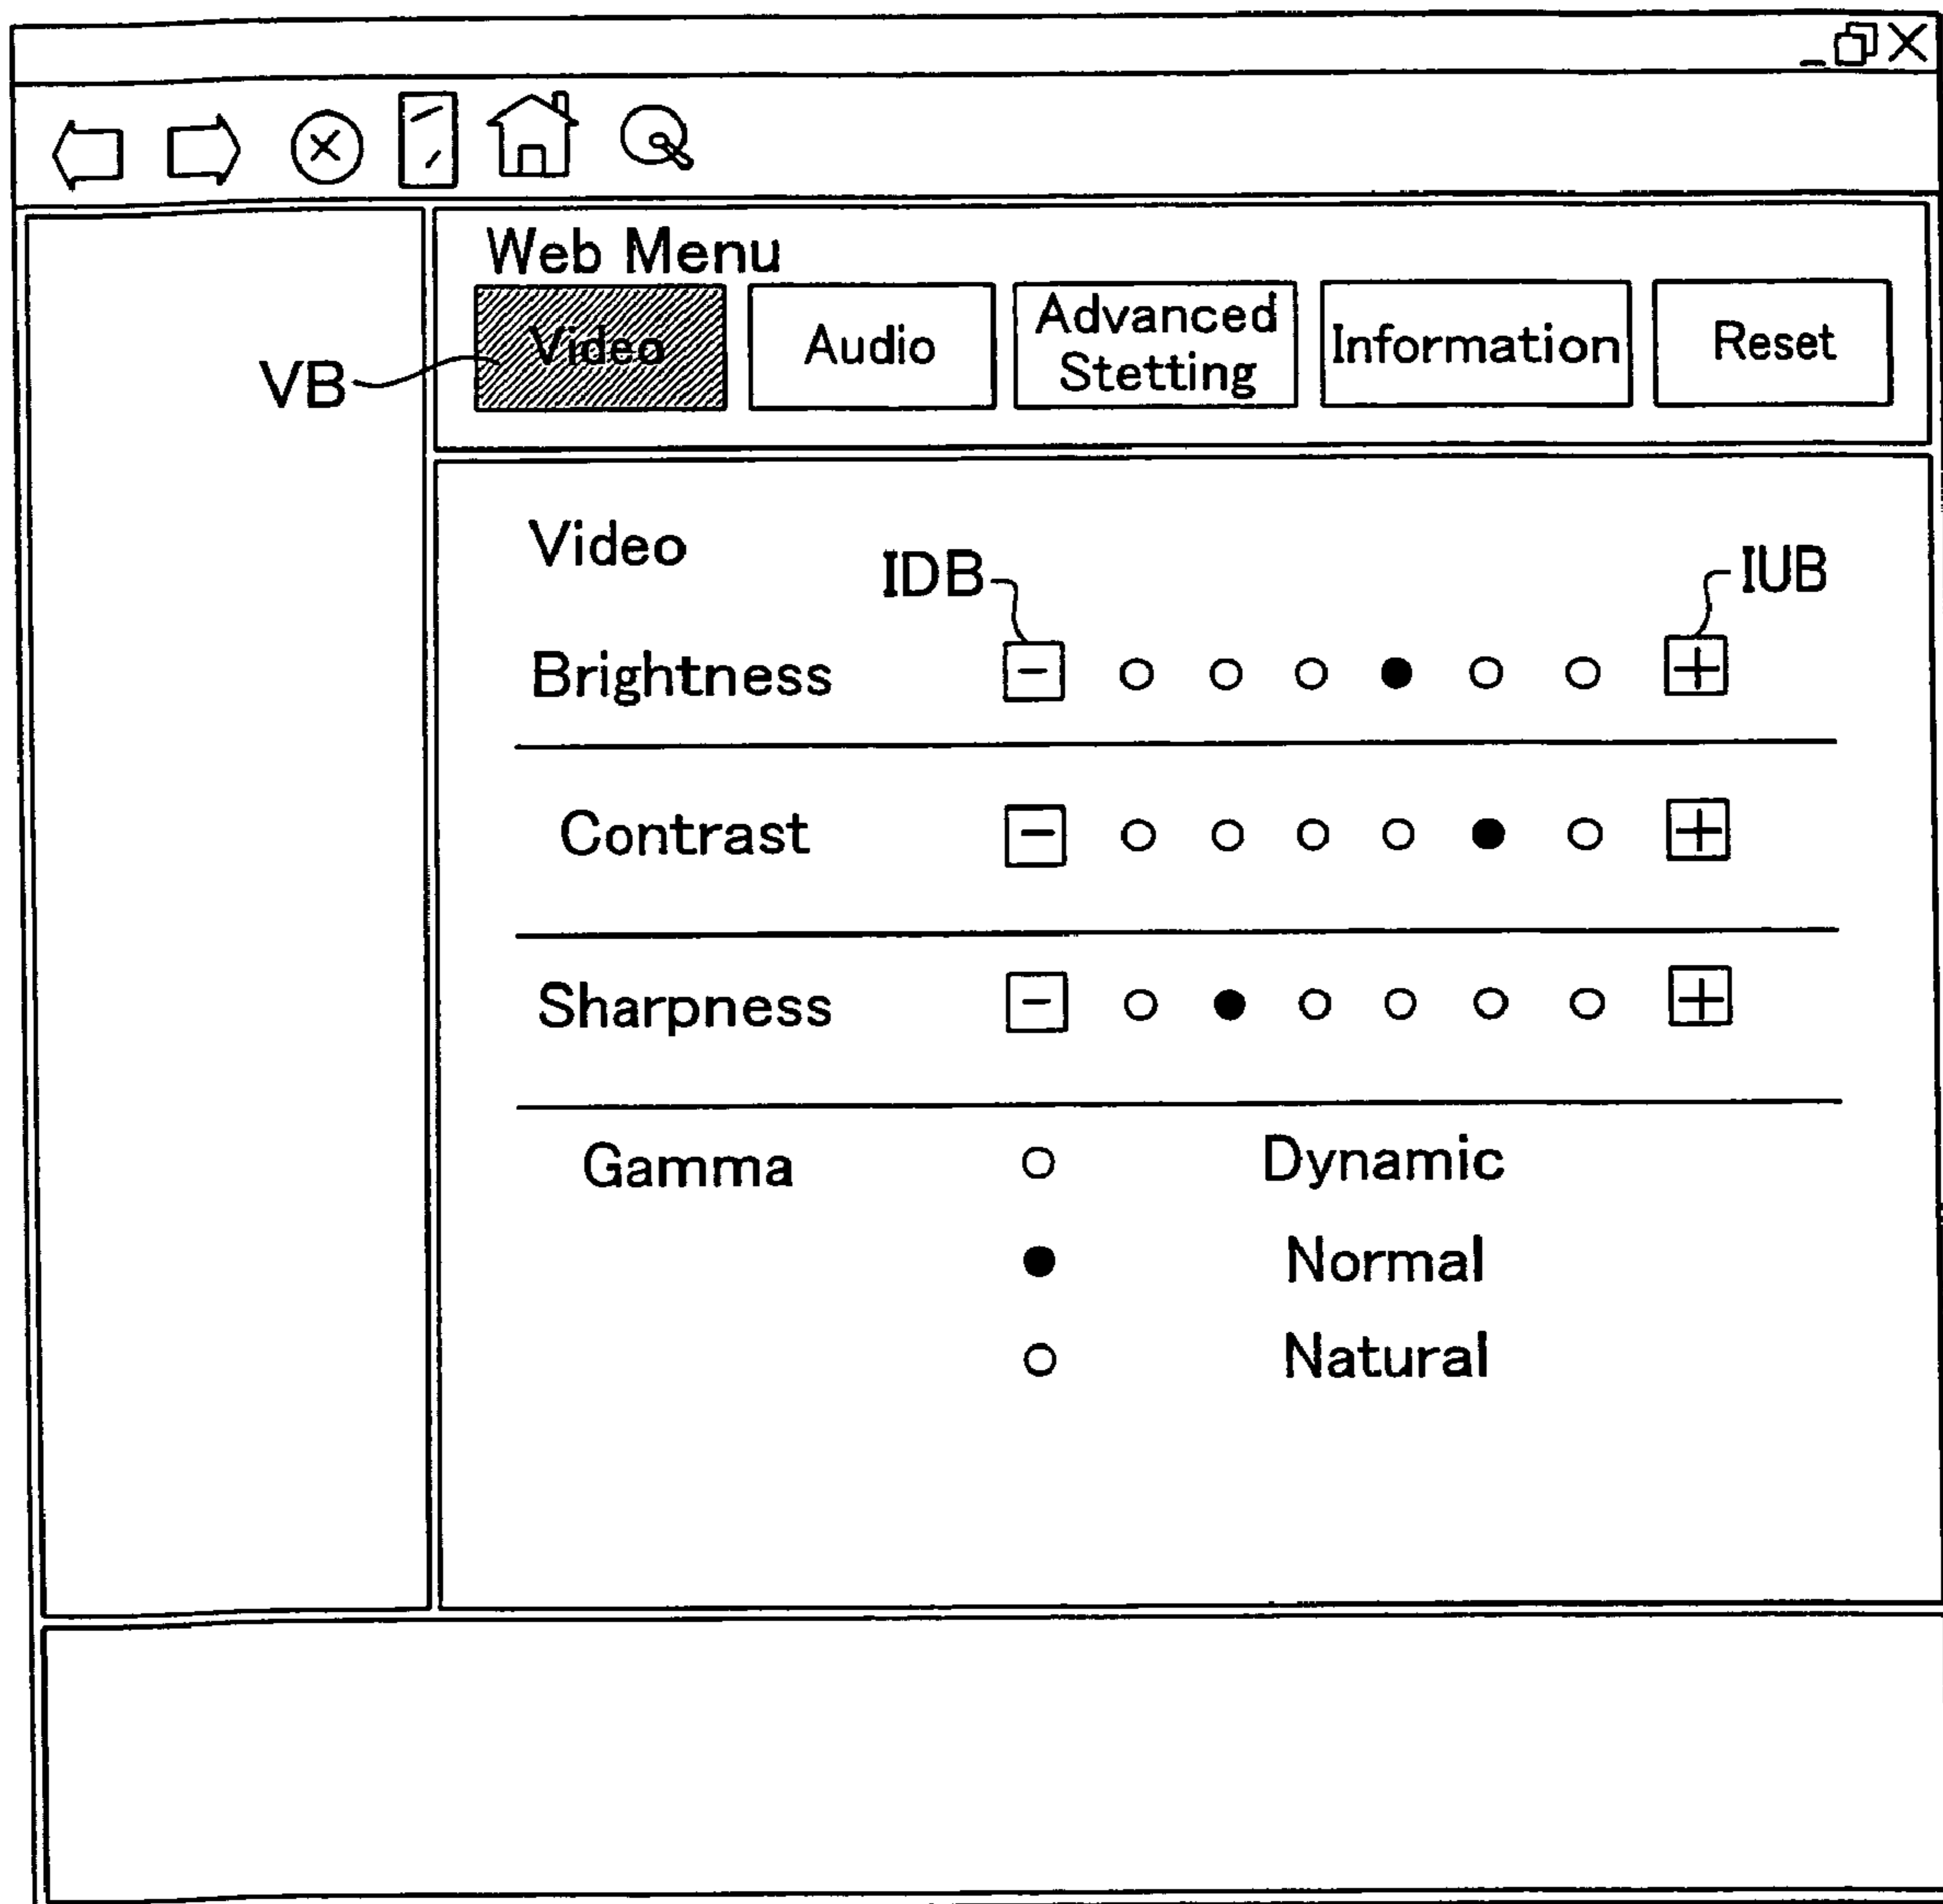 Web Menu
Video Audio Advanced Stetting Information Reset
VB
Video
IDB IUB
Brightness - +
Contrast - +
Sharpness - +
Gamma Dynamic
Normal
Natural